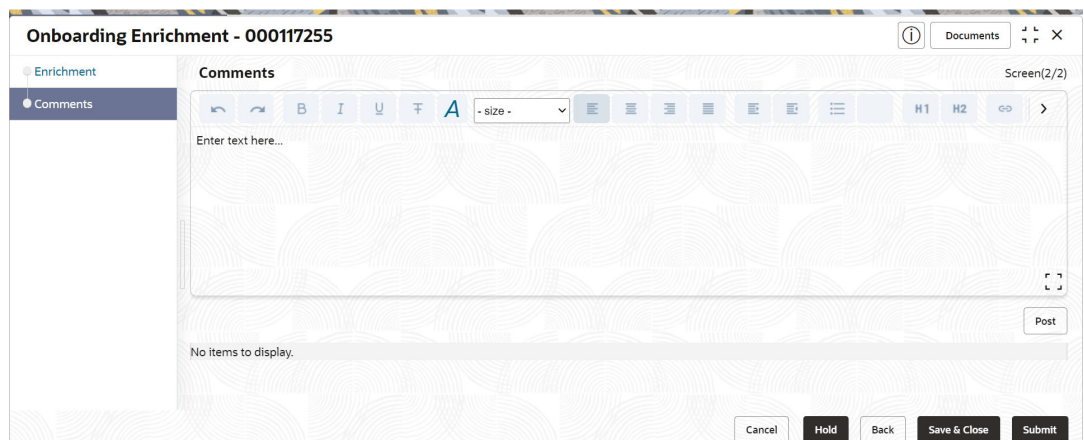 Onboarding Enrichment - 000117255
Documents
Enrichment
Comments
Comments
Screen(2/2)
B I U T A - size - H1 H2
Enter text here...
Post
No items to display.
Cancel Hold Back Save & Close Submit